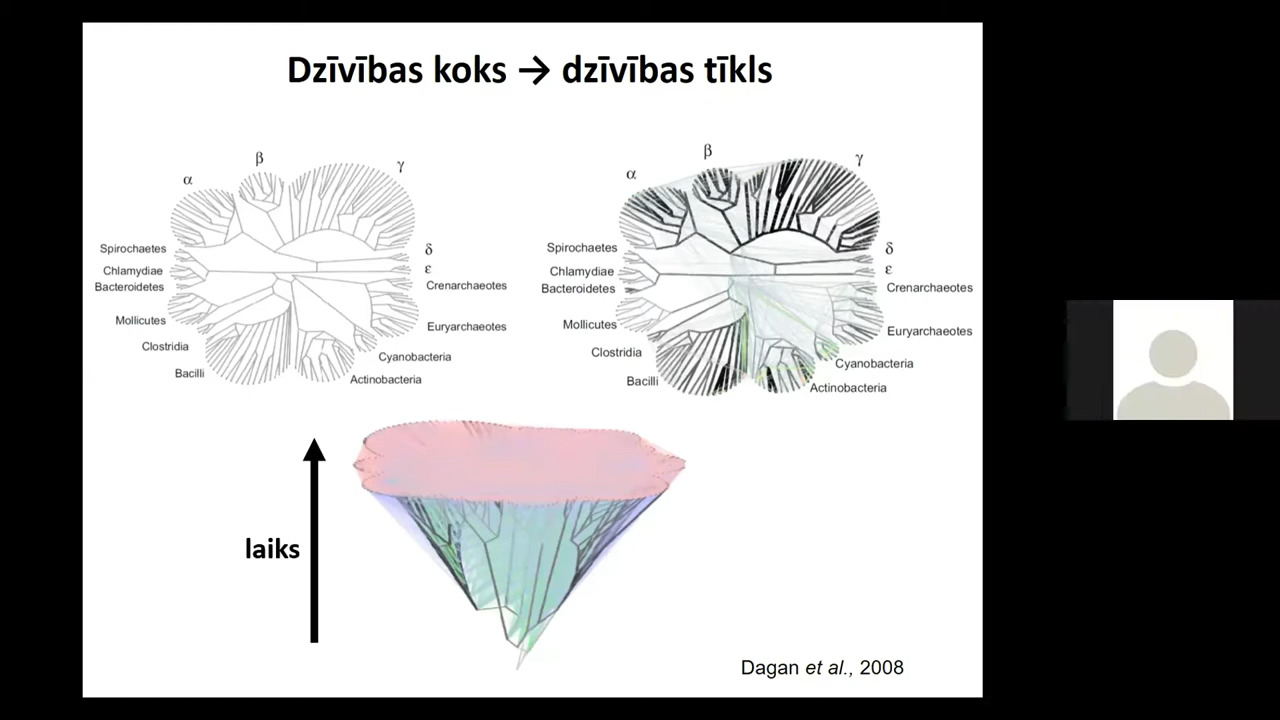 Dzīvības koks → dzīvības tīkls
α
β
γ
Spirochaetes
Chlamydiae
Bacteroidetes
Mollicutes
Clostridia
Bacilli
δ
ε
Crenarchaeotes
Euryarchaeotes
Cyanobacteria
Actinobacteria
α
β
γ
Spirochaetes
Chlamydiae
Bacteroidetes
Mollicutes
Clostridia
Bacilli
δ
ε
Crenarchaeotes
Euryarchaeotes
Cyanobacteria
Actinobacteria
laiks
Dagan et al., 2008